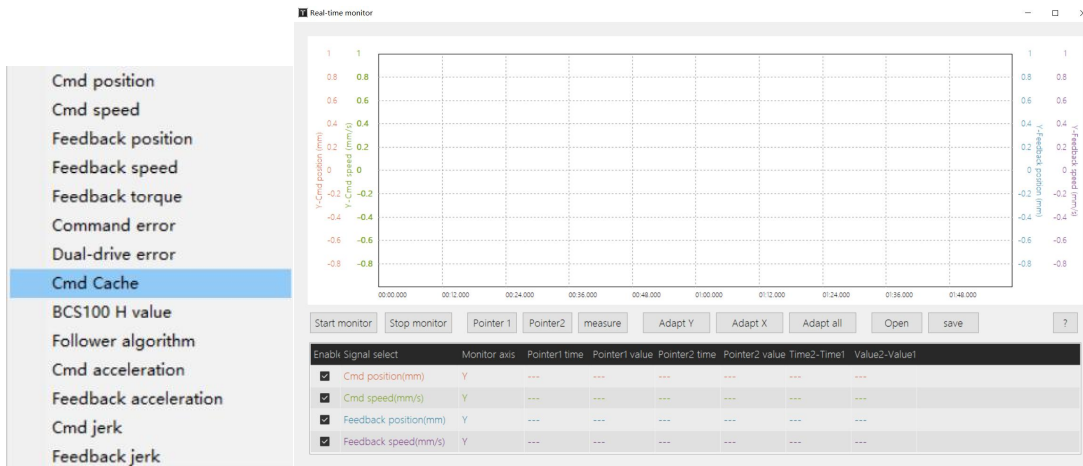 Cmd position
Cmd speed
Feedback position
Feedback speed
Feedback torque
Command error
Dual-drive error
Cmd Cache
BCS100 H value
Follower algorithm
Cmd acceleration
Feedback acceleration
Cmd jerk
Feedback jerk
Real-time monitor
1 1 1 1
0.8 0.8 0.8 0.8
0.6 0.6 0.6 0.6
0.4 0.4 0.4 0.4
0.2 0.2 0.2 0.2
0 0 0 0
-0.2 -0.2 -0.2 -0.2
-0.4 -0.4 -0.4 -0.4
-0.6 -0.6 -0.6 -0.6
-0.8 -0.8 -0.8 -0.8
Y-Cmd position (mm)
Y-Cmd speed (mm/s)
Y-Feedback position (mm)
Y-Feedback speed (mm/s)
00:00.000 00:12.000 00:24.000 00:36.000 00:48.000 01:00.000 01:12.000 01:24.000 01:36.000 01:48.000
Start monitor Stop monitor Pointer 1 Pointer2 measure Adapt Y Adapt X Adapt all Open save ?
Enable Signal select Monitor axis Pointer1 time Pointer1 value Pointer2 time Pointer2 value Time2-Time1 Value2-Value1
Cmd position(mm) Y --- --- --- --- --- ---
Cmd speed(mm/s) Y --- --- --- --- --- ---
Feedback position(mm) Y --- --- --- --- --- ---
Feedback speed(mm/s) Y --- --- --- --- --- ---